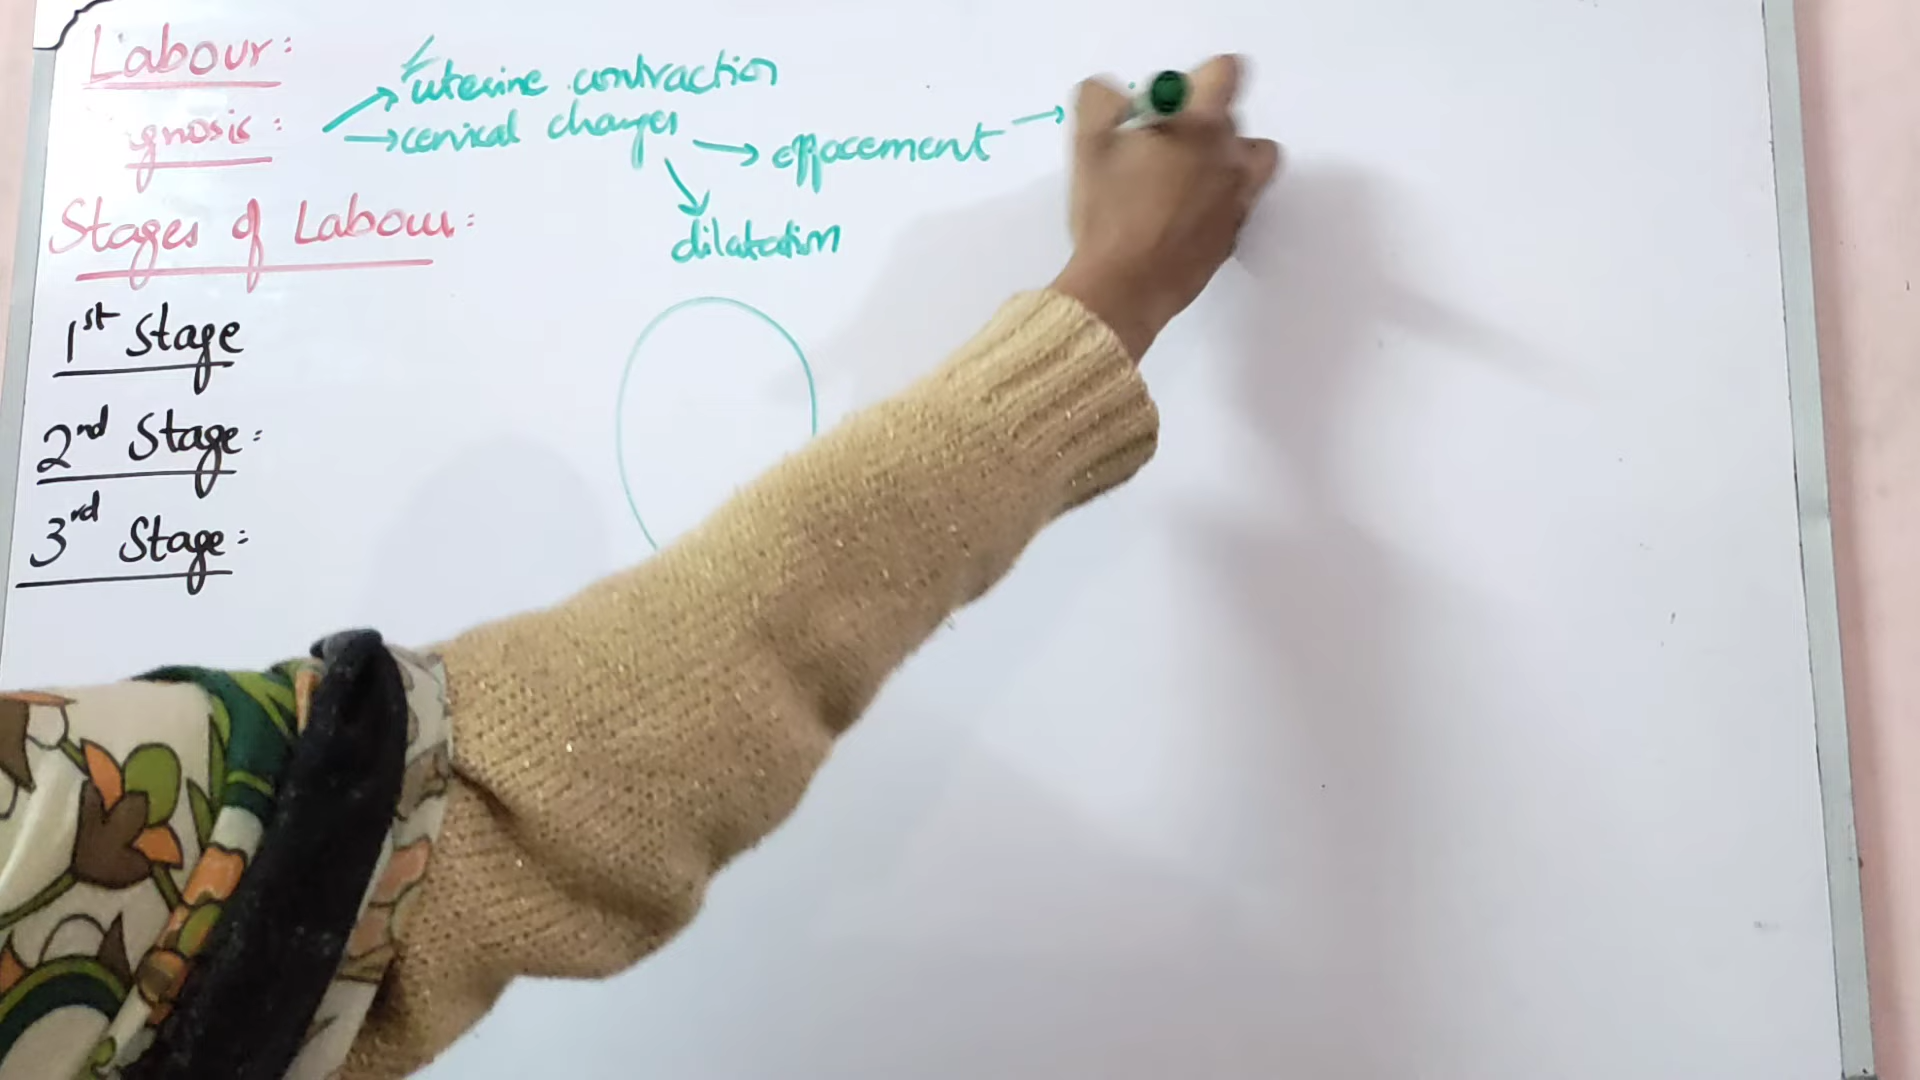 Labour:
uterine contraction
gnosis:
cervical changes
effacement
dilatation
Stages of Labour:
1st Stage
2nd Stage:
3rd Stage: